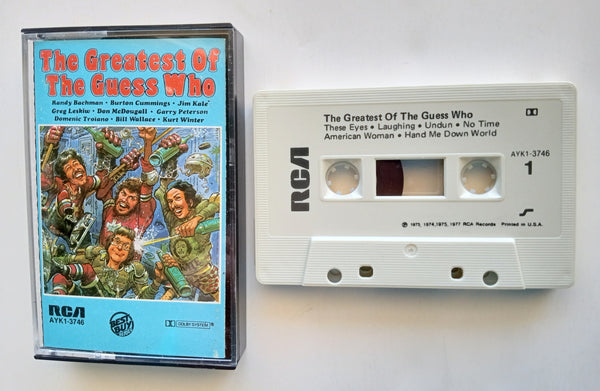 The Greatest Of
The Guess Who
Randy Bachman • Burton Cummings • Jim Kale
Greg Leskiw • Don McDougall • Garry Peterson
Domenic Troiano • Bill Wallace • Kurt Winter
RCA
AYK1-3746
BEST
BUY
SERIES
DOLBY SYSTEM ®
The Greatest Of The Guess Who
These Eyes • Laughing • Undun • No Time
American Woman • Hand Me Down World
AYK1-3746
1
RCA
℗ 1973, 1974, 1975, 1977 RCA Records Printed in U.S.A.